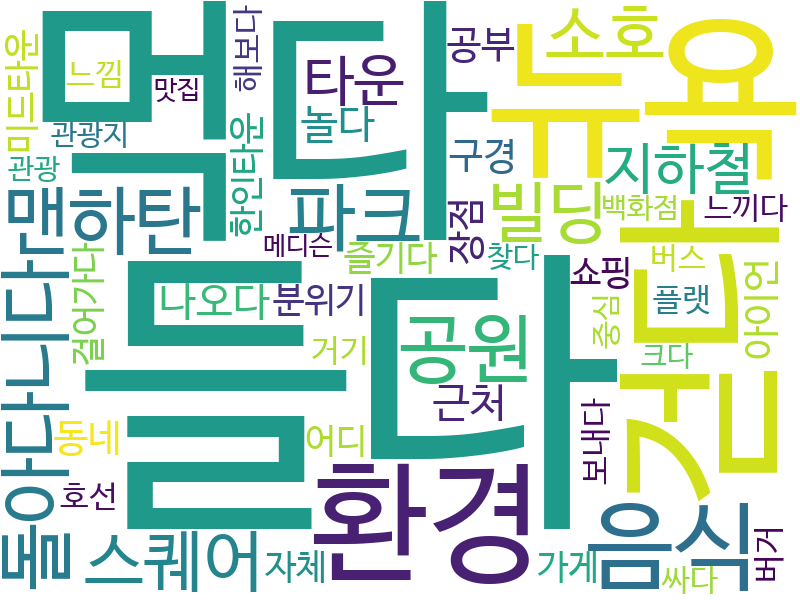 먹다
뉴욕
들다
걷다
환경
맨하탄
파크
타운
소호
공부
해보다
느낌
맛집
미드타운
관광지
관광
한인타운
놀다
구경
지하철
빌딩
백화점
느끼다
장점
메디슨
즐기다
찾다
쇼핑
버스
플랫
아이언
중심
크다
돌아다니다
걸어가다
나오다
분위기
거기
공원
근처
동네
어디
보내다
호선
음식
스퀘어
자체
가게
싸다
버거